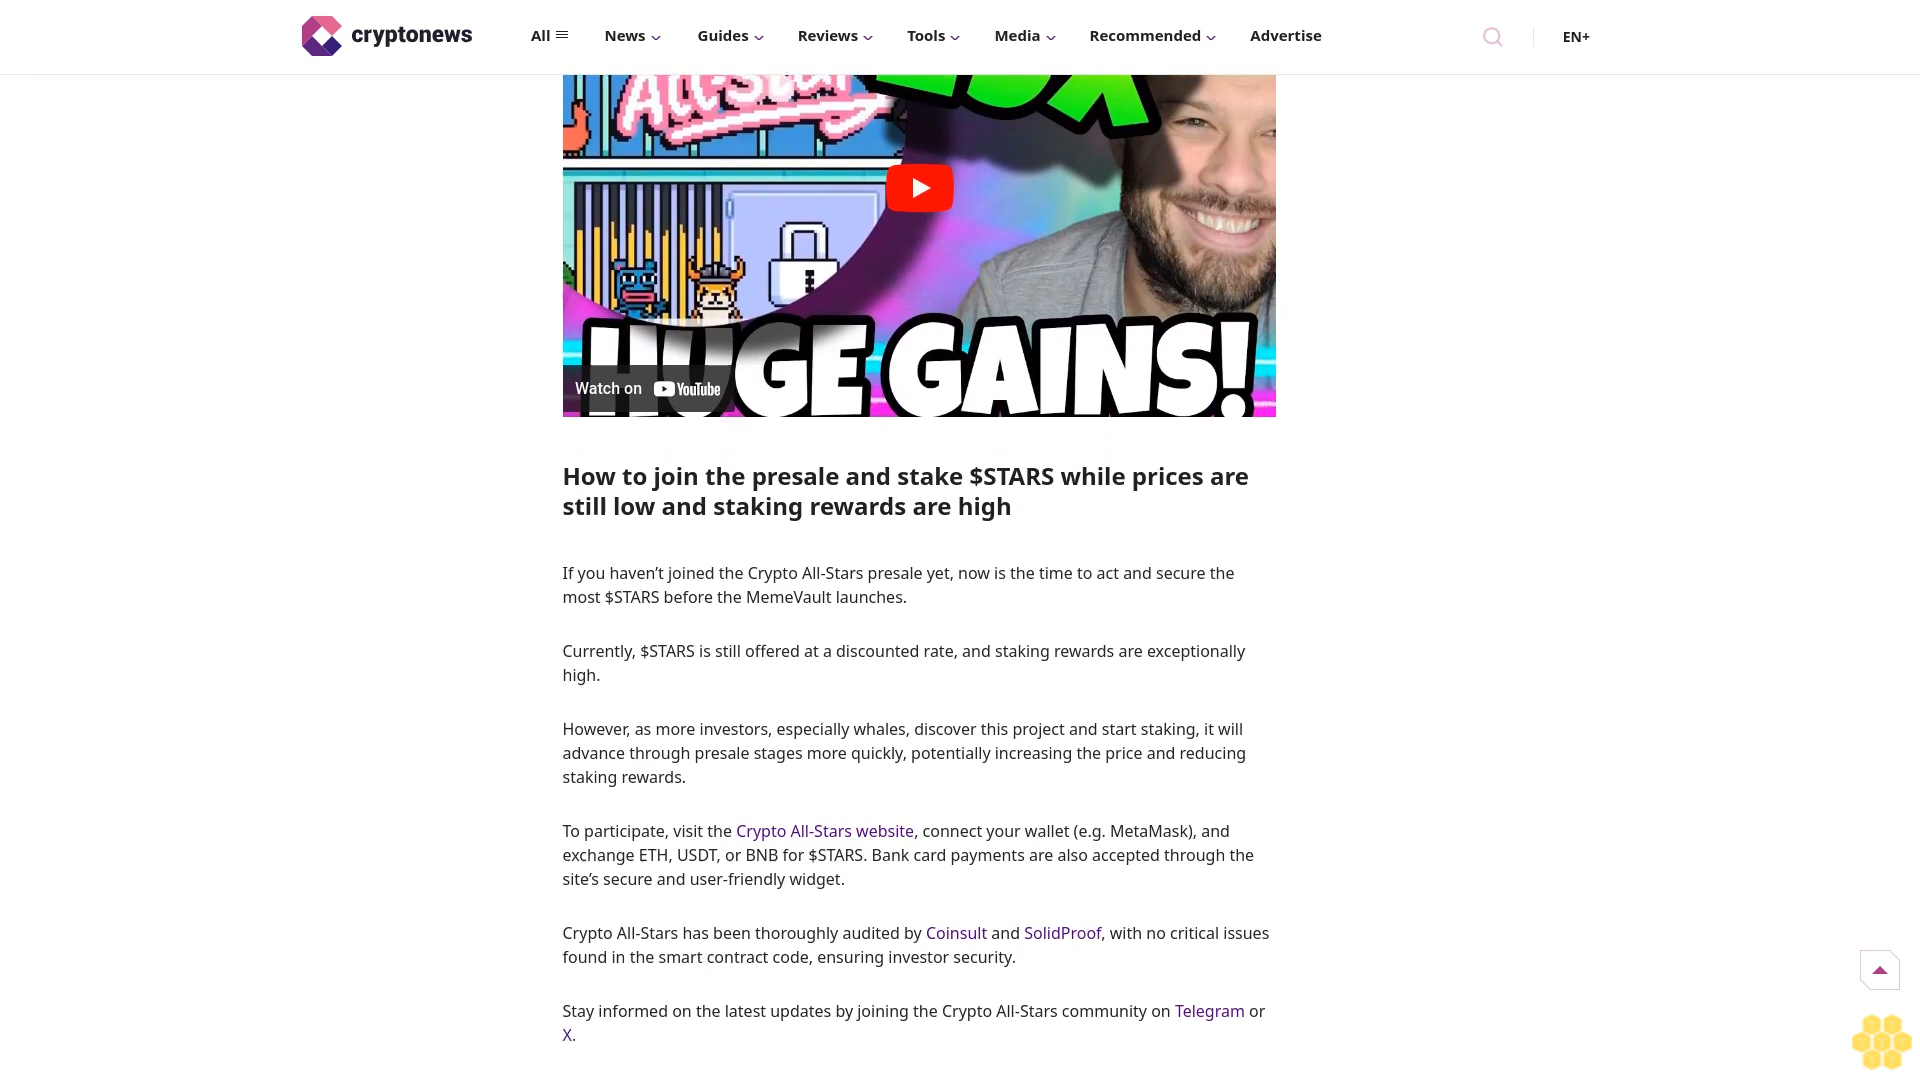 cryptonews
All
News
Guides
Reviews
Tools
Media
Recommended
Advertise
EN+
All-Star
HUGE GAINS!
Watch on YouTube
How to join the presale and stake $STARS while prices are
still low and staking rewards are high
If you haven’t joined the Crypto All-Stars presale yet, now is the time to act and secure the
most $STARS before the MemeVault launches.
Currently, $STARS is still offered at a discounted rate, and staking rewards are exceptionally
high.
However, as more investors, especially whales, discover this project and start staking, it will
advance through presale stages more quickly, potentially increasing the price and reducing
staking rewards.
To participate, visit the Crypto All-Stars website, connect your wallet (e.g. MetaMask), and
exchange ETH, USDT, or BNB for $STARS. Bank card payments are also accepted through the
site’s secure and user-friendly widget.
Crypto All-Stars has been thoroughly audited by Coinsult and SolidProof, with no critical issues
found in the smart contract code, ensuring investor security.
Stay informed on the latest updates by joining the Crypto All-Stars community on Telegram or
X.